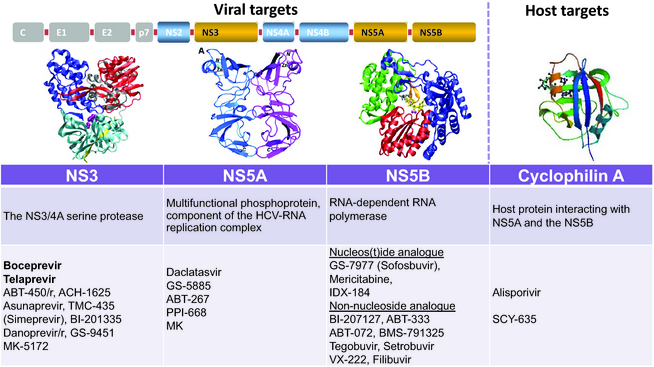 Viral targets
Host targets
C E1 E2 p7 NS2 NS3 NS4A NS4B NS5A NS5B
A
NS3 NS5A NS5B Cyclophilin A
The NS3/4A serine protease
Multifunctional phosphoprotein,
component of the HCV-RNA
replication complex
RNA-dependent RNA
polymerase
Host protein interacting with
NS5A and the NS5B
Boceprevir
Telaprevir
ABT-450/r, ACH-1625
Asunaprevir, TMC-435
(Simeprevir), BI-201335
Danoprevir/r, GS-9451
MK-5172
Daclatasvir
GS-5885
ABT-267
PPI-668
MK
Nucleos(t)ide analogue
GS-7977 (Sofosbuvir),
Mericitabine,
IDX-184
Non-nucleoside analogue
BI-207127, ABT-333
ABT-072, BMS-791325
Tegobuvir, Setrobuvir
VX-222, Filibuvir
Alisporivir
SCY-635